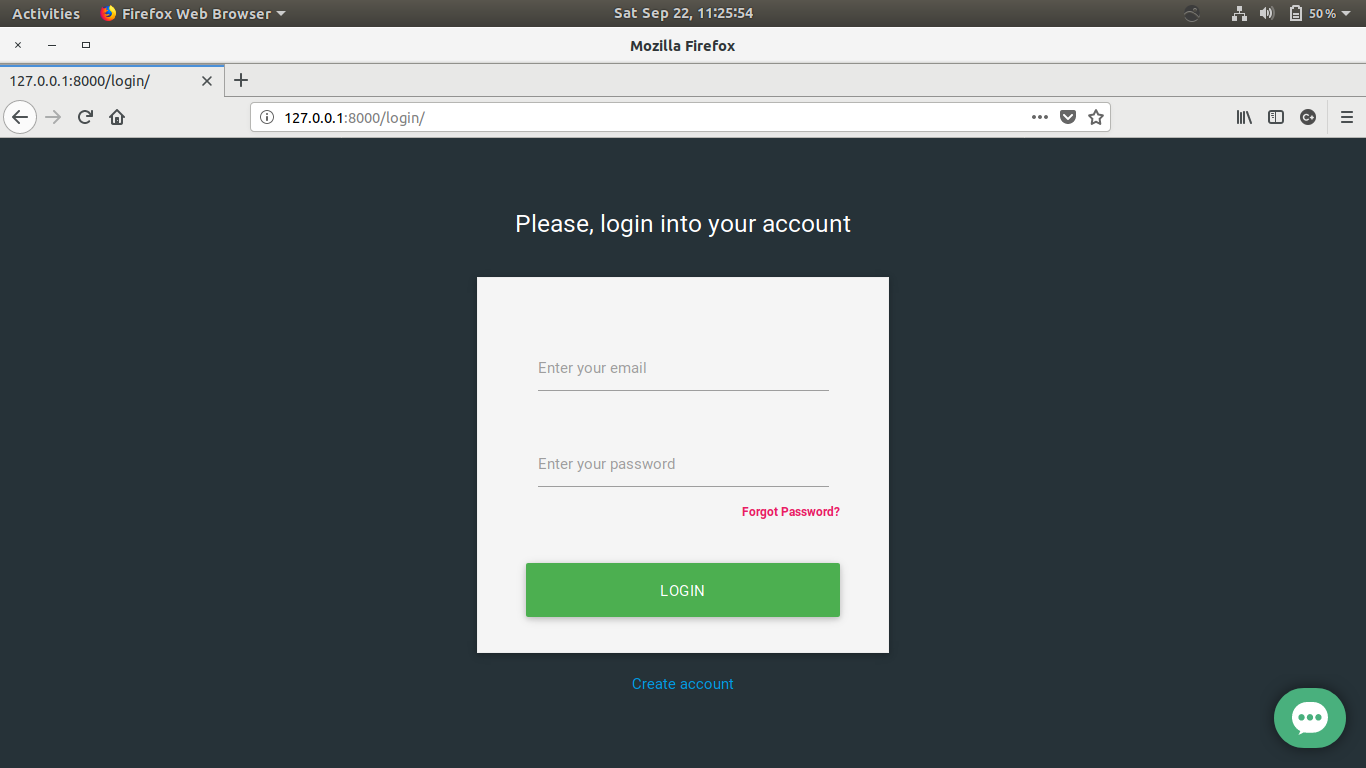 Activities Firefox Web Browser Sat Sep 22, 11:25:54 50 %
Mozilla Firefox
127.0.0.1:8000/login/
127.0.0.1:8000/login/
Please, login into your account
Enter your email
Enter your password
Forgot Password?
LOGIN
Create account